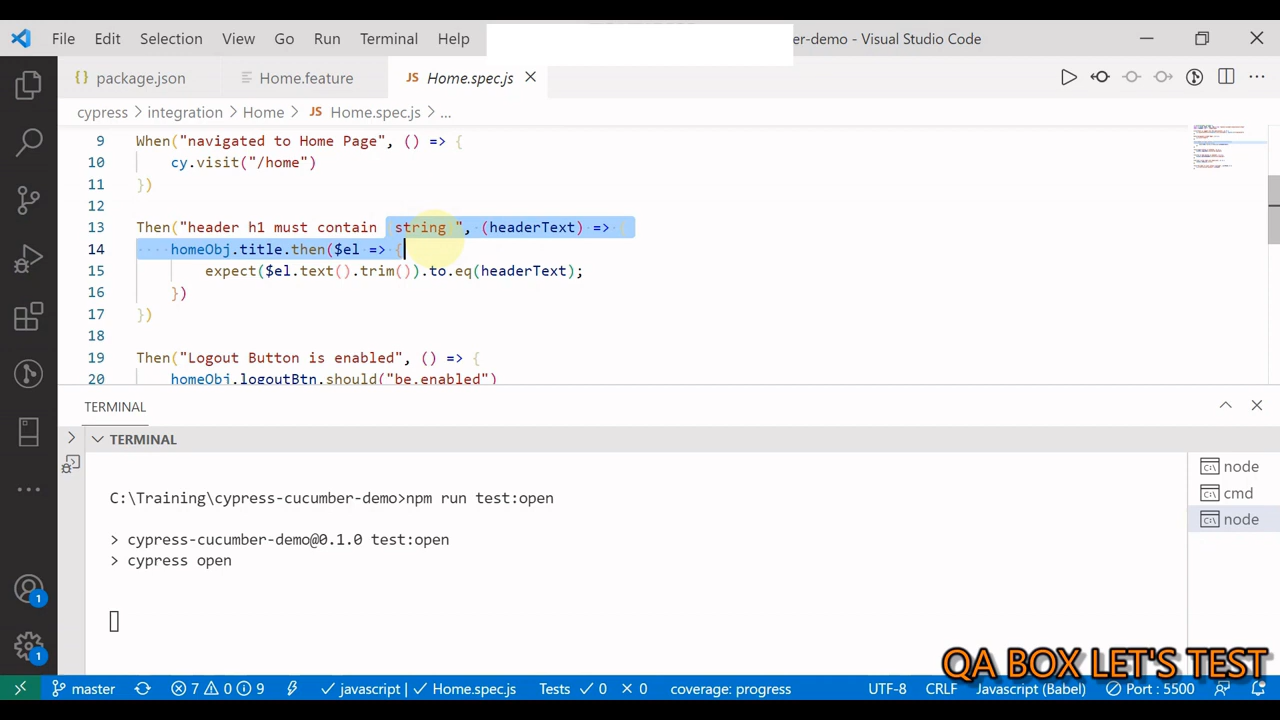 File Edit Selection View Go Run Terminal Help er-demo - Visual Studio Code
{} package.json Home.feature JS Home.spec.js
cypress > integration > Home > JS Home.spec.js > ...
9 When("navigated to Home Page", () => {
10 cy.visit("/home")
11 })
12
13 Then("header h1 must contain {string}", (headerText) => {
14 homeObj.title.then($el => {
15 expect($el.text().trim()).to.eq(headerText);
16 })
17 })
18
19 Then("Logout Button is enabled", () => {
20 homeObj.logoutBtn.should("be.enabled")
TERMINAL
TERMINAL
C:\Training\cypress-cucumber-demo>npm run test:open
> cypress-cucumber-demo@0.1.0 test:open
> cypress open
node
cmd
node
1
1
QA BOX LET'S TEST
master 7 0 9 javascript Home.spec.js Tests 0 0 coverage: progress UTF-8 CRLF Javascript (Babel) Port : 5500